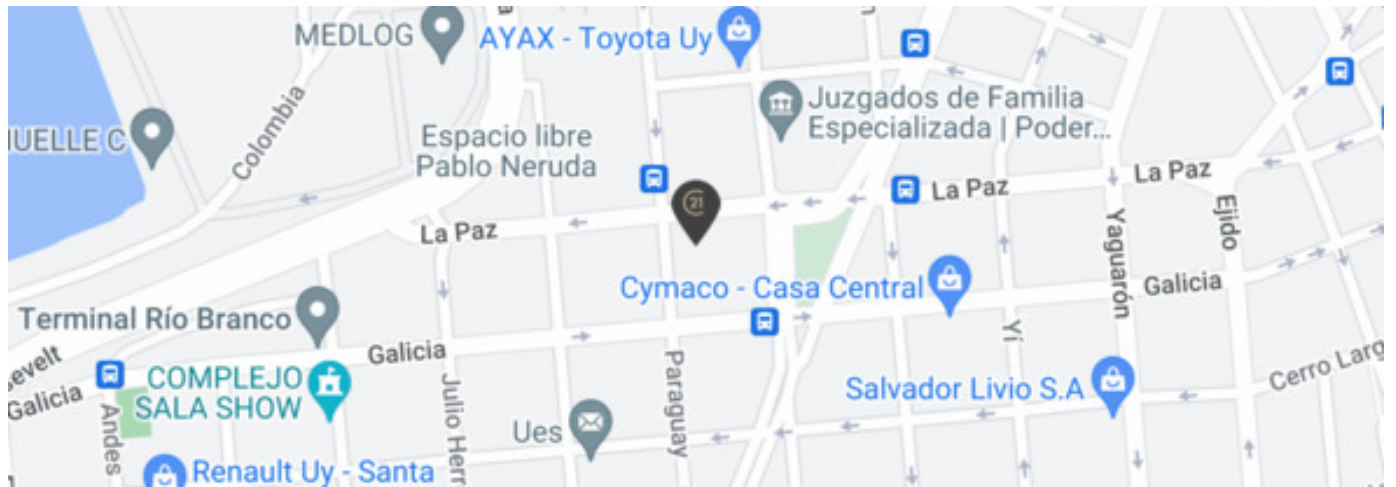 MEDLOG
AYAX - Toyota Uy
Juzgados de Familia
Especializada | Poder...
Espacio libre
Pablo Neruda
Colombia
21
La Paz
La Paz
La Paz
Yaguarón
Ejido
Cymaco - Casa Central
Galicia
Terminal Río Branco
Galicia
Yí
Paraguay
Galicia
COMPLEJO
SALA SHOW
Julio Herr
Andes
Salvador Livio S.A
Cerro Larg
Ues
Renault Uy - Santa